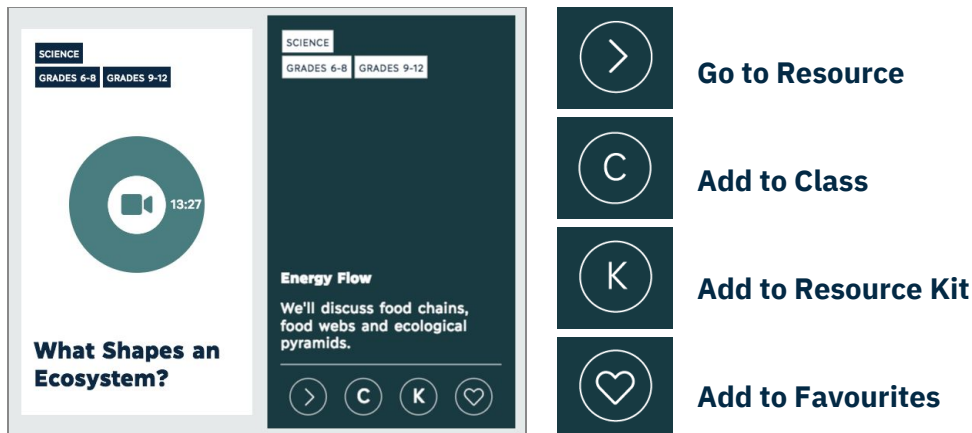 SCIENCE
GRADES 6-8 GRADES 9-12
13:27
What Shapes an
Ecosystem?
SCIENCE
GRADES 6-8 GRADES 9-12
Energy Flow
We'll discuss food chains,
food webs and ecological
pyramids.
C K
Go to Resource
C
Add to Class
K
Add to Resource Kit
Add to Favourites